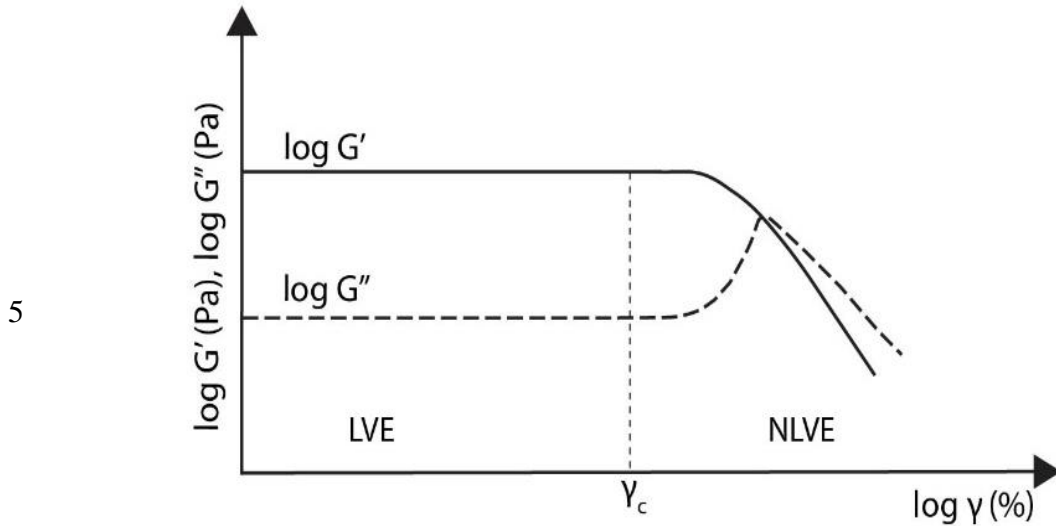 log G' (Pa), log G" (Pa)
log G'
log G"
5
LVE
NLVE
γc
log γ (%)